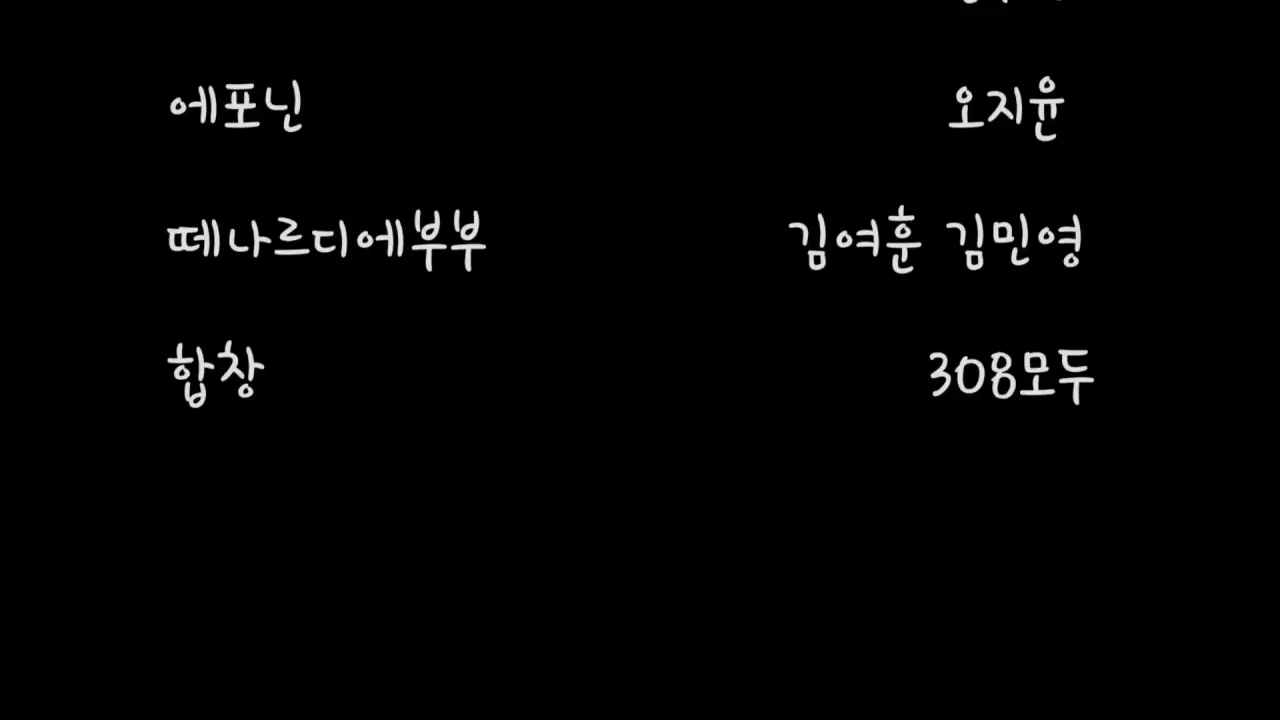 에포닌 오지윤
떼나르디에부부 김여훈 김민영
합창 308모두